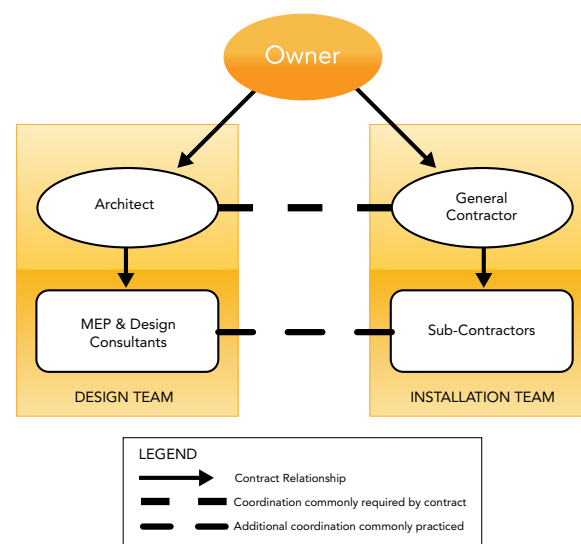 Owner
Architect
General
Contractor
MEP & Design
Consultants
Sub-Contractors
DESIGN TEAM
INSTALLATION TEAM
LEGEND
Contract Relationship
Coordination commonly required by contract
Additional coordination commonly practiced